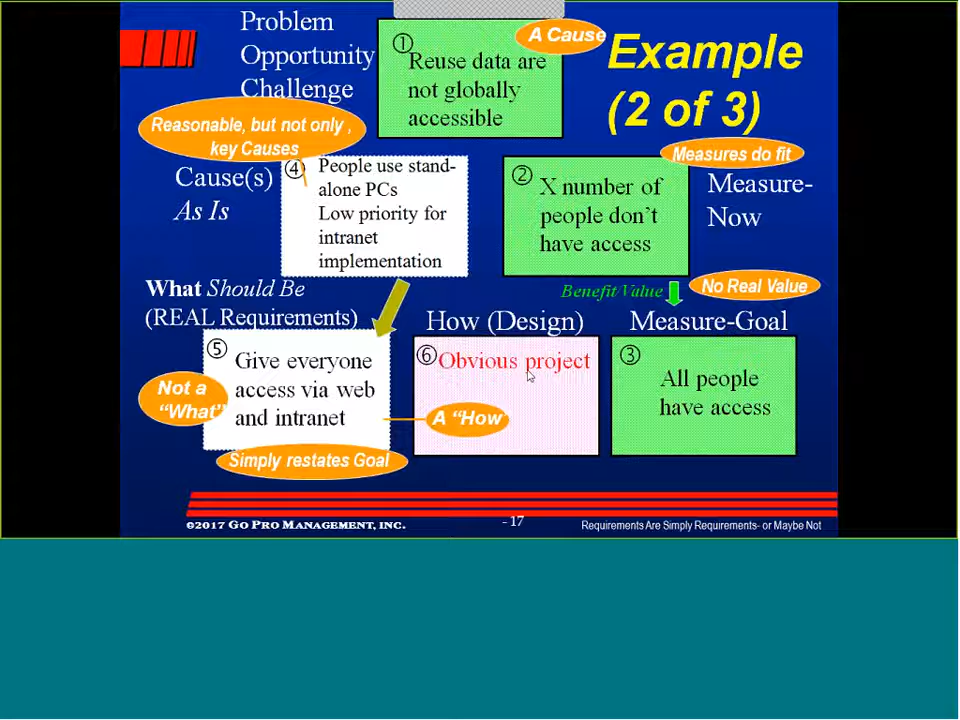 Problem
Opportunity
Challenge
①
Reuse data are
not globally
accessible
A Cause
Example
(2 of 3)
Reasonable, but not only ,
key Causes
Measures do fit
Cause(s)
As Is
④
People use stand-
alone PCs
Low priority for
intranet
implementation
②
X number of
people don’t
have access
Measure-
Now
What Should Be
(REAL Requirements)
Benefit/Value
No Real Value
How (Design)
Measure-Goal
⑤
Give everyone
access via web
and intranet
Not a
“What”
⑥
Obvious project
③
All people
have access
A “How”
Simply restates Goal
©2017 GO PRO MANAGEMENT, INC.
- 17
Requirements Are Simply Requirements- or Maybe Not